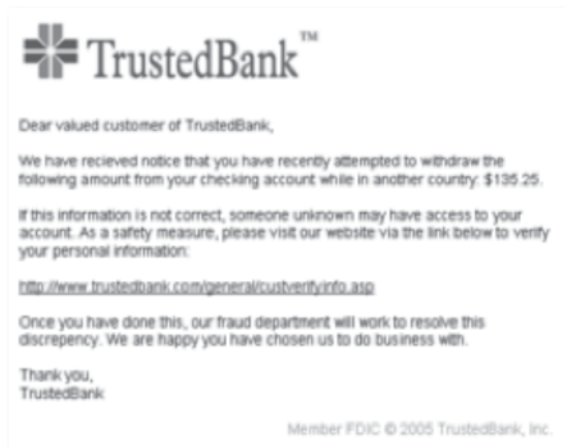 TrustedBank™
Dear valued customer of TrustedBank,
We have recieved notice that you have recently attempted to withdraw the
following amount from your checking account while in another country: $135.25.
If this information is not correct, someone unknown may have access to your
account. As a safety measure, please visit our website via the link below to verify
your personal information:
http://www.trustedbank.com/general/custverifyinfo.asp
Once you have done this, our fraud department will work to resolve this
discrepency. We are happy you have chosen us to do business with.
Thank you,
TrustedBank
Member FDIC © 2005 TrustedBank, Inc.